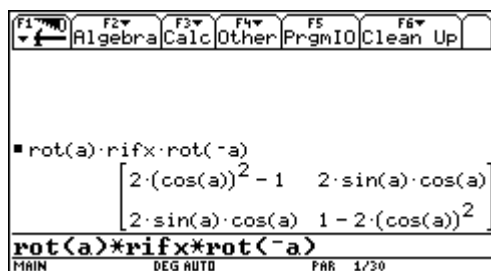 F1 F2 F3 F4 F5 F6
Algebra Calc Other PrgmIO Clean Up
rot(a)·rifx·rot(⁻a)
[2·(cos(a))²-1 2·sin(a)·cos(a)]
[2·sin(a)·cos(a) 1-2·(cos(a))²]
rot(a)*rifx*rot(⁻a)
MAIN DEG AUTO PAR 1/30